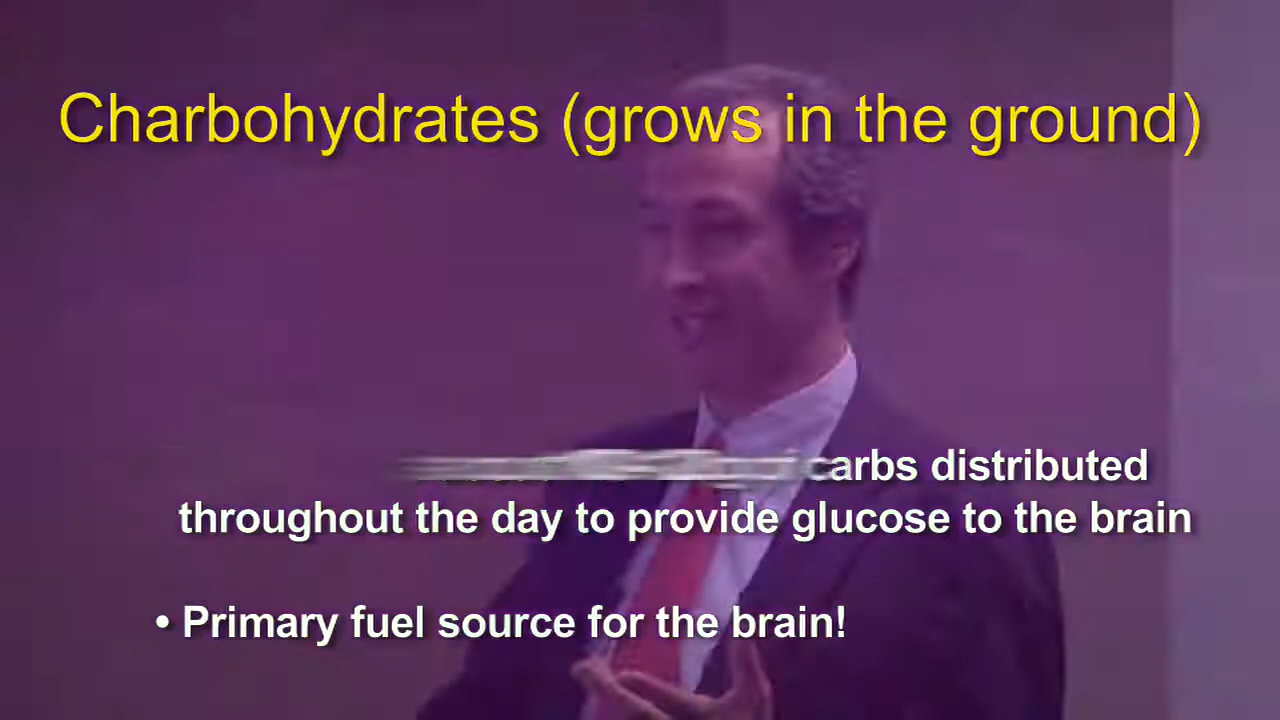 Charbohydrates (grows in the ground)
carbs distributed
throughout the day to provide glucose to the brain
• Primary fuel source for the brain!